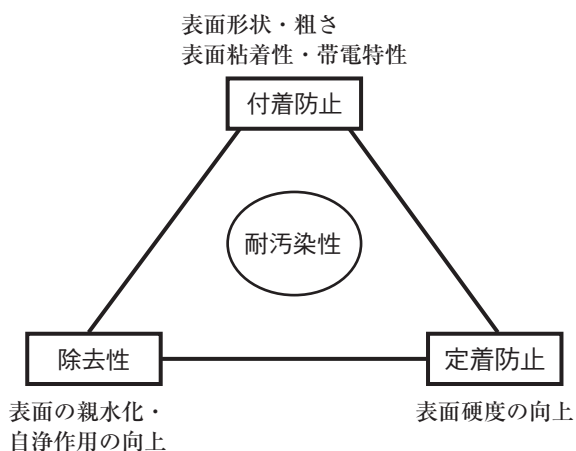 表面形状・粗さ
表面粘着性・帯電特性
付着防止
耐汚染性
除去性
定着防止
表面の親水化・
自浄作用の向上
表面硬度の向上